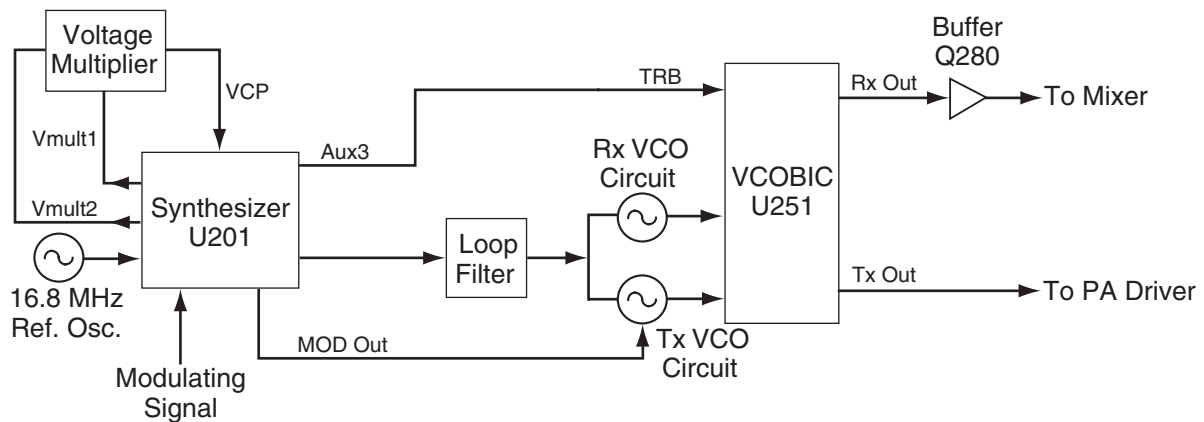 Voltage
Multiplier
Buffer
Q280
VCP
TRB
Rx Out
To Mixer
Vmult1
Aux3
Rx VCO
Circuit
VCOBIC
U251
Vmult2
Synthesizer
U201
Loop
Filter
Tx Out
To PA Driver
16.8 MHz
Ref. Osc.
MOD Out
Tx VCO
Circuit
Modulating
Signal